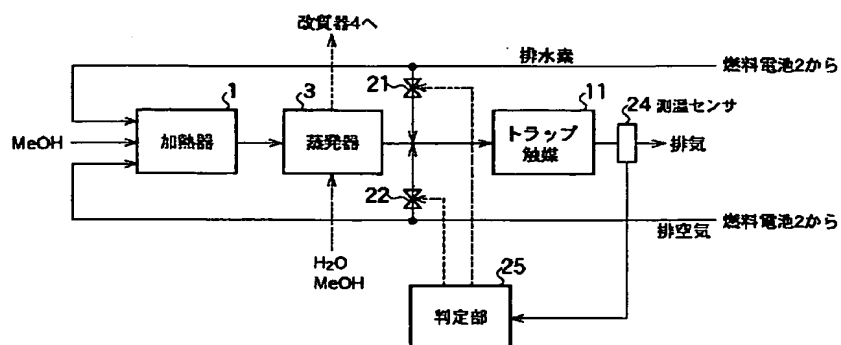 改質器4へ
排水素
燃料電池2から
21
1
3
11
24 測温センサ
MeOH
加熱器
蒸発器
トラップ
触媒
排気
22
排空気
燃料電池2から
H₂O
MeOH
25
判定部